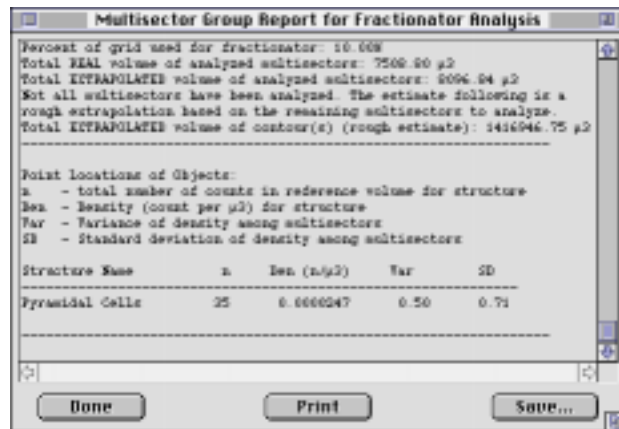 Multisector Group Report for Fractionator Analysis
Percent of grid used for fractionator: 10.00%
Total REAL volume of analyzed multisectors: 7508.80 µ3
Total EXTRAPOLATED volume of analyzed multisectors: 8096.84 µ3
Not all multisectors have been analyzed. The estimate following is a
rough extrapolation based on the remaining multisectors to analyze.
Total EXTRAPOLATED volume of contour(s) (rough estimate): 1416946.75 µ3
Point Locations of Objects:
n - total number of counts in reference volume for structure
Den - Density (count per µ3) for structure
Var - Variance of density among multisectors
SD - Standard deviation of density among multisectors
Structure Name n Den (n/µ3) Var SD
Pyramidal Cells 35 0.0000247 0.50 0.71
Done Print Save...